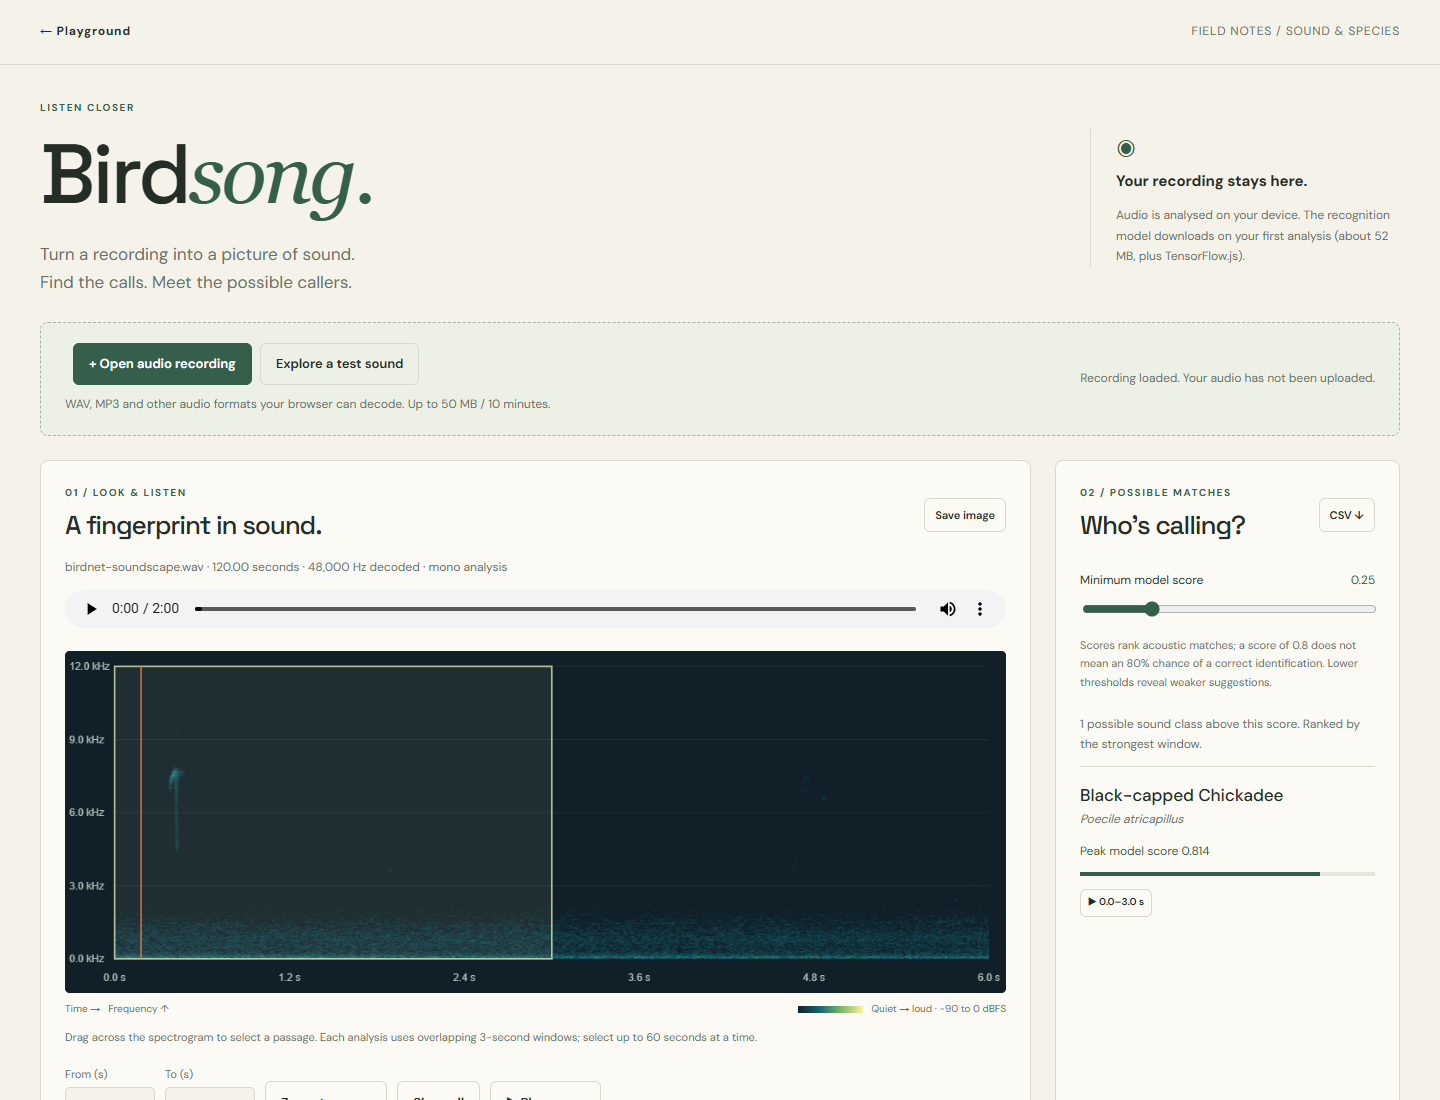 ← Playground
FIELD NOTES / SOUND & SPECIES
LISTEN CLOSER
Birdsong.
Turn a recording into a picture of sound.
Find the calls. Meet the possible callers.
Your recording stays here.
Audio is analysed on your device. The recognition
model downloads on your first analysis (about 52
MB, plus TensorFlow.js).
+ Open audio recording
Explore a test sound
WAV, MP3 and other audio formats your browser can decode. Up to 50 MB / 10 minutes.
Recording loaded. Your audio has not been uploaded.
01 / LOOK & LISTEN
A fingerprint in sound.
Save image
birdnet-soundscape.wav · 120.00 seconds · 48,000 Hz decoded · mono analysis
0:00 / 2:00
12.0 kHz
9.0 kHz
6.0 kHz
3.0 kHz
0.0 kHz
0.0 s 1.2 s 2.4 s 3.6 s 4.8 s 6.0 s
Time → Frequency ↑
Quiet → loud · -90 to 0 dBFS
Drag across the spectrogram to select a passage. Each analysis uses overlapping 3-second windows; select up to 60 seconds at a time.
From (s)
To (s)
02 / POSSIBLE MATCHES
Who's calling?
CSV ↓
Minimum model score 0.25
Scores rank acoustic matches; a score of 0.8 does not
mean an 80% chance of a correct identification. Lower
thresholds reveal weaker suggestions.
1 possible sound class above this score. Ranked by
the strongest window.
Black-capped Chickadee
Poecile atricapillus
Peak model score 0.814
▶ 0.0–3.0 s